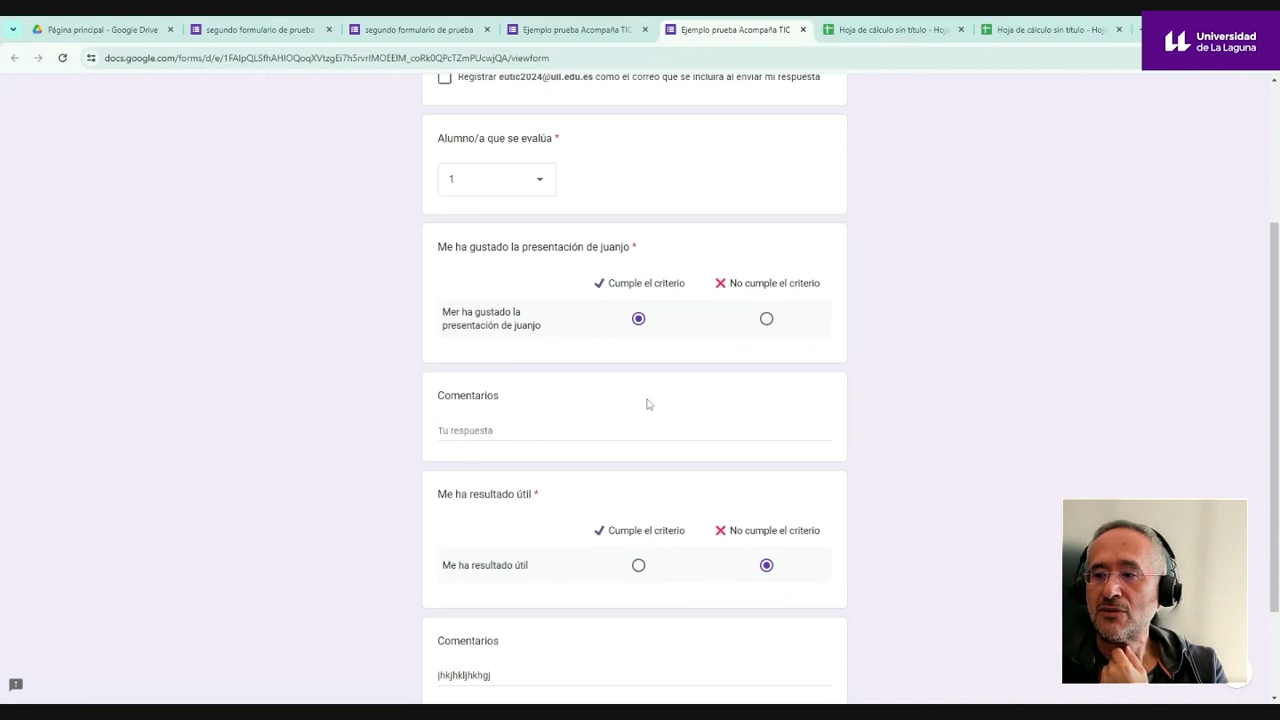 Página principal - Google Drive
segundo formulario de prueba
segundo formulario de prueba
Ejemplo prueba Acompaña TIC
Ejemplo prueba Acompaña TIC
Hoja de cálculo sin título - Hoj
Hoja de cálculo sin título - Hoj
Universidad
de La Laguna
docs.google.com/forms/d/e/1FAIpQLSfhAHIOQoqXVtzgEi7h5rvrlMOEEIM_coRk0QPcTZmPUcwjQA/viewform
Registrar eutic2024@ull.edu.es como el correo que se incluirá al enviar mi respuesta
Alumno/a que se evalúa *
1
Me ha gustado la presentación de juanjo *
✔ Cumple el criterio
❌ No cumple el criterio
Mer ha gustado la
presentación de juanjo
Comentarios
Tu respuesta
Me ha resultado útil *
✔ Cumple el criterio
❌ No cumple el criterio
Me ha resultado útil
Comentarios
jhkjhkljhkhgj